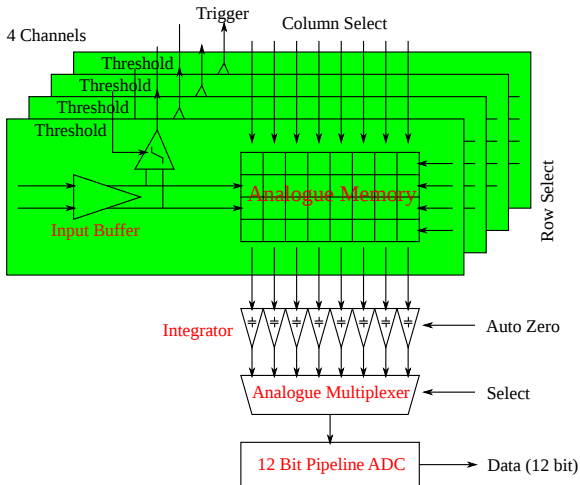 Trigger
Column Select
4 Channels
Threshold
Threshold
Threshold
Threshold
Analogue Memory
Input Buffer
Row Select
Integrator
Auto Zero
Analogue Multiplexer
Select
12 Bit Pipeline ADC
Data (12 bit)